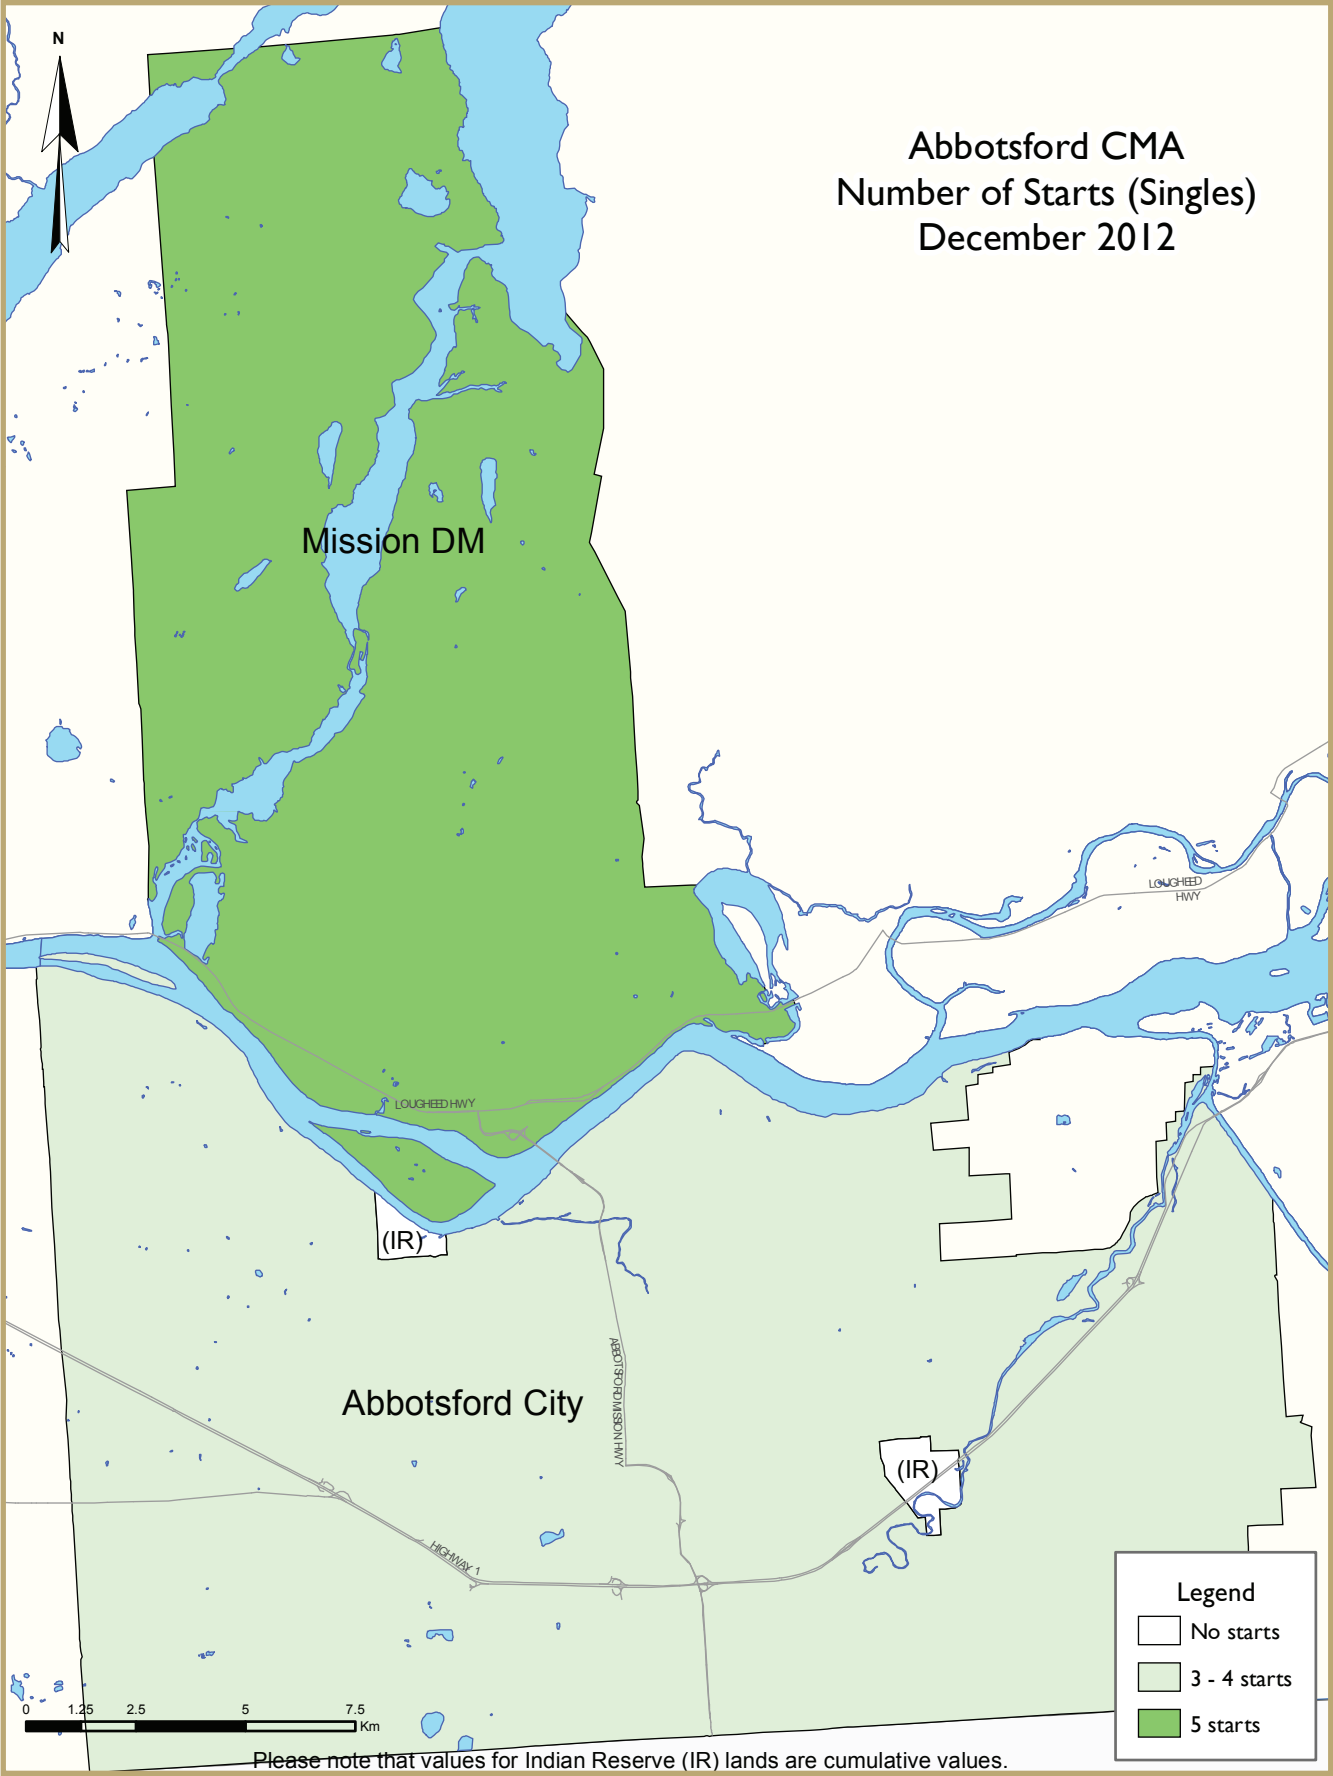 N
Abbotsford CMA
Number of Starts (Singles)
December 2012
Mission DM
LOUGHEED
HWY
LOUGHEED HWY
(IR)
ABBOTSFORD MISSION HWY
Abbotsford City
(IR)
HIGHWAY 1
Legend
No starts
3 - 4 starts
5 starts
0 1.25 2.5 5 7.5
Km
Please note that values for Indian Reserve (IR) lands are cumulative values.